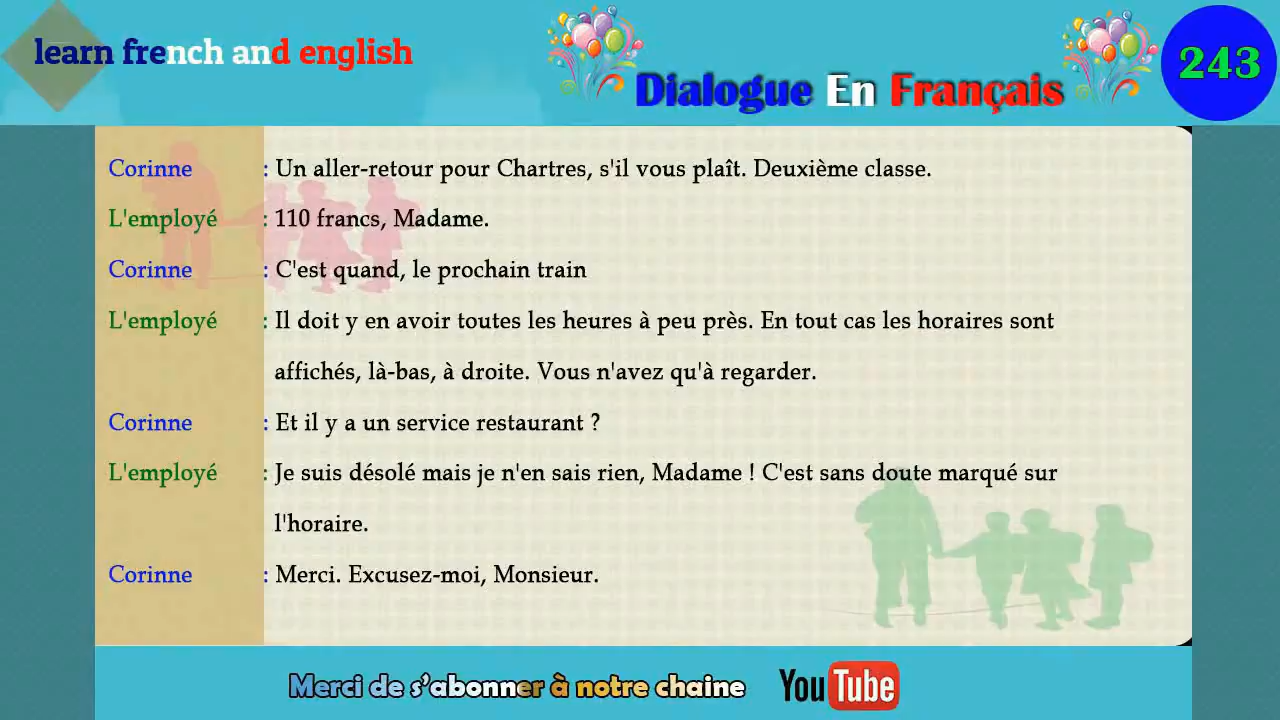 learn french and english
Dialogue En Français
243
Corinne : Un aller-retour pour Chartres, s'il vous plaît. Deuxième classe.
L'employé : 110 francs, Madame.
Corinne : C'est quand, le prochain train
L'employé : Il doit y en avoir toutes les heures à peu près. En tout cas les horaires sont
affichés, là-bas, à droite. Vous n'avez qu'à regarder.
Corinne : Et il y a un service restaurant ?
L'employé : Je suis désolé mais je n'en sais rien, Madame ! C'est sans doute marqué sur
l'horaire.
Corinne : Merci. Excusez-moi, Monsieur.
Merci de s'abonner à notre chaine
YouTube